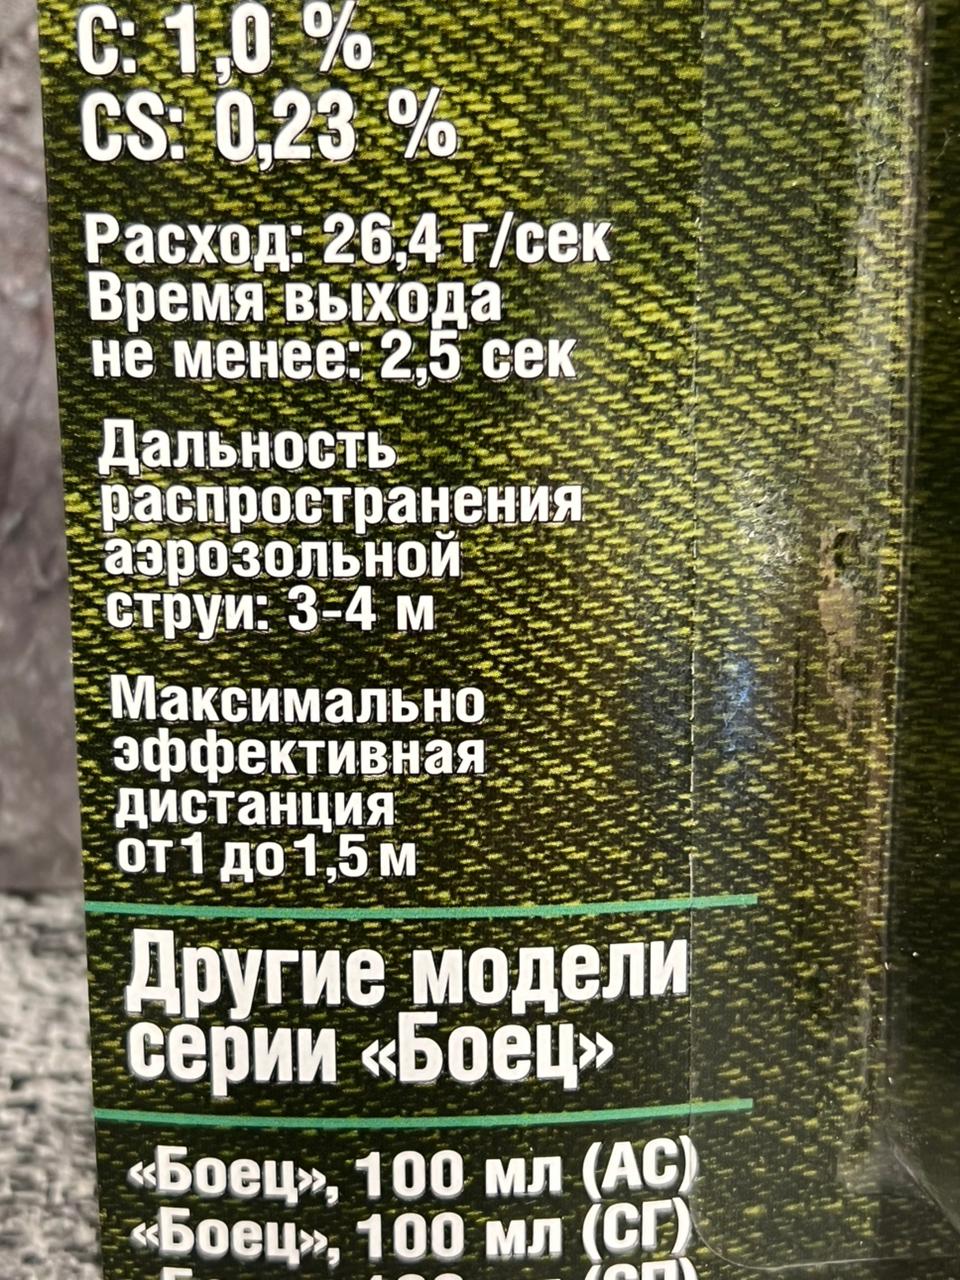 С: 1,0 %
CS: 0,23 %
Расход: 26,4 г/сек
Время выхода
не менее: 2,5 сек
Дальность
распространения
аэрозольной
струи: 3-4 м
Максимально
эффективная
дистанция
от 1 до 1,5 м
Другие модели
серии «Боец»
«Боец», 100 мл (АС)
«Боец», 100 мл (СГ)